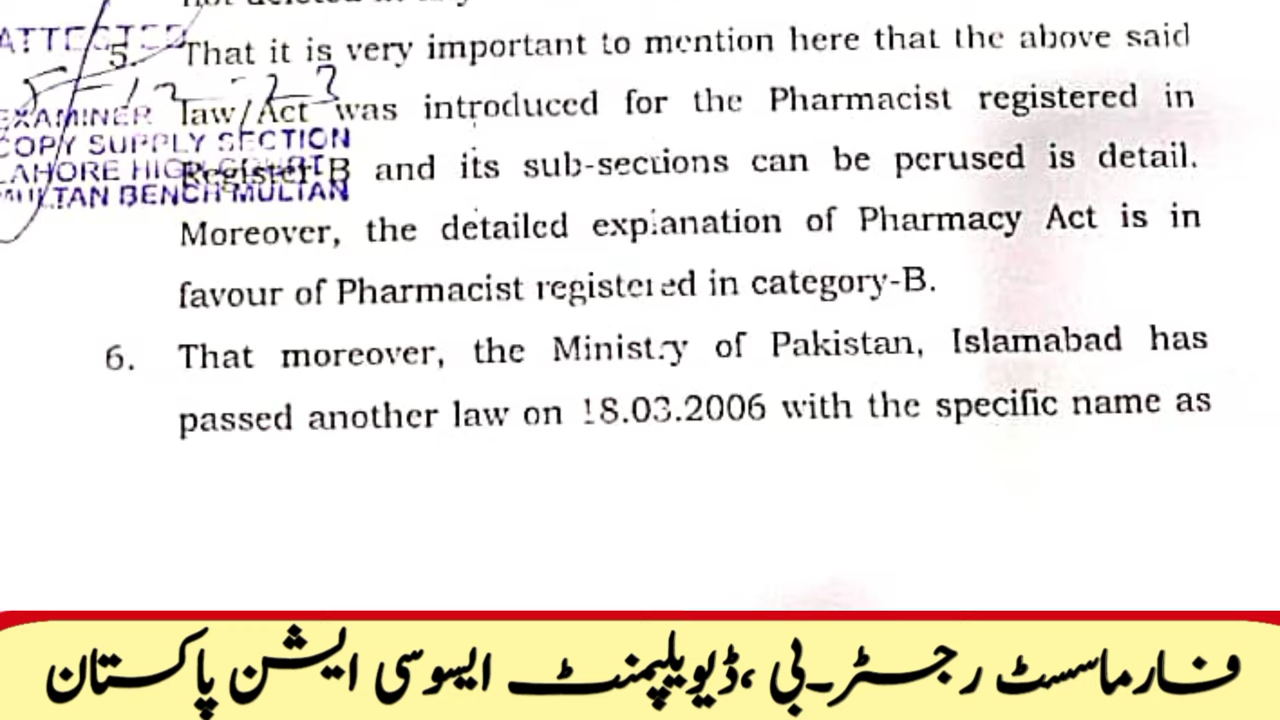 ATTESTED
5. That it is very important to mention here that the above said
law/Act was introduced for the Pharmacist registered in
EXAMINER
COPY SUPPLY SECTION
LAHORE HIGH COURT
MULTAN BENCH MULTAN
Register-B and its sub-sections can be perused is detail.
Moreover, the detailed explanation of Pharmacy Act is in
favour of Pharmacist registered in category-B.
6. That moreover, the Ministry of Pakistan, Islamabad has
passed another law on 18.03.2006 with the specific name as
فارماسسٹ رجسٹر۔بی ،ڈیویلپمنٹ ایسوسی ایشن پاکستان